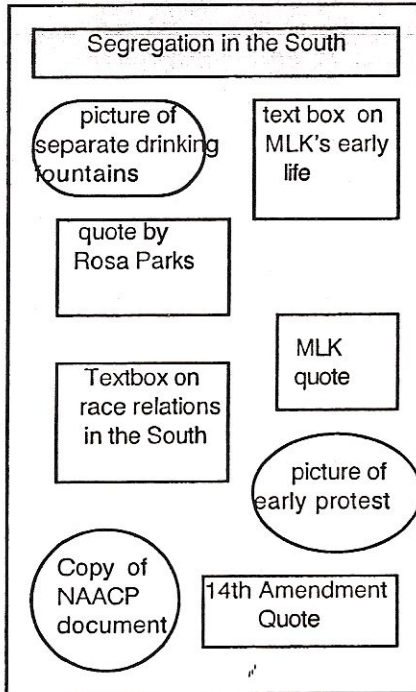 Segregation in the South
picture of
separate drinking
fountains
text box on
MLK's early
life
quote by
Rosa Parks
MLK
quote
Textbox on
race relations
in the South
picture of
early protest
Copy of
NAACP
document
14th Amendment
Quote